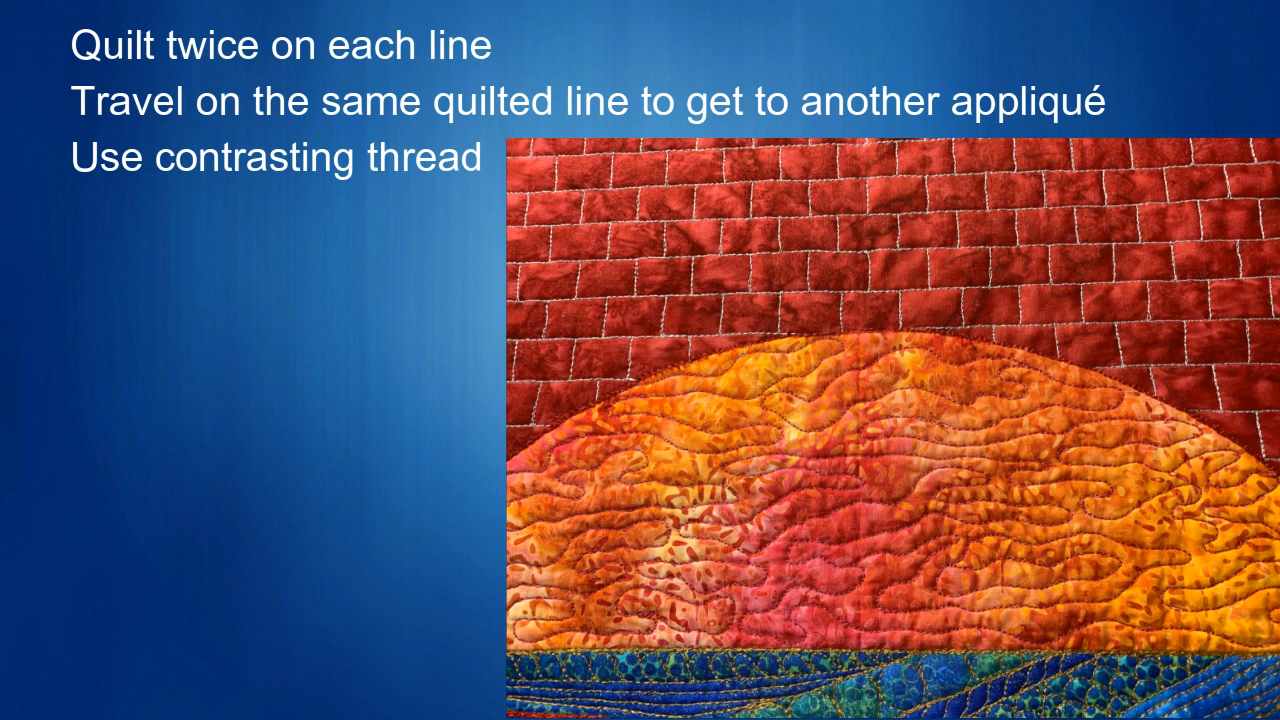 Quilt twice on each line
Travel on the same quilted line to get to another appliqué
Use contrasting thread